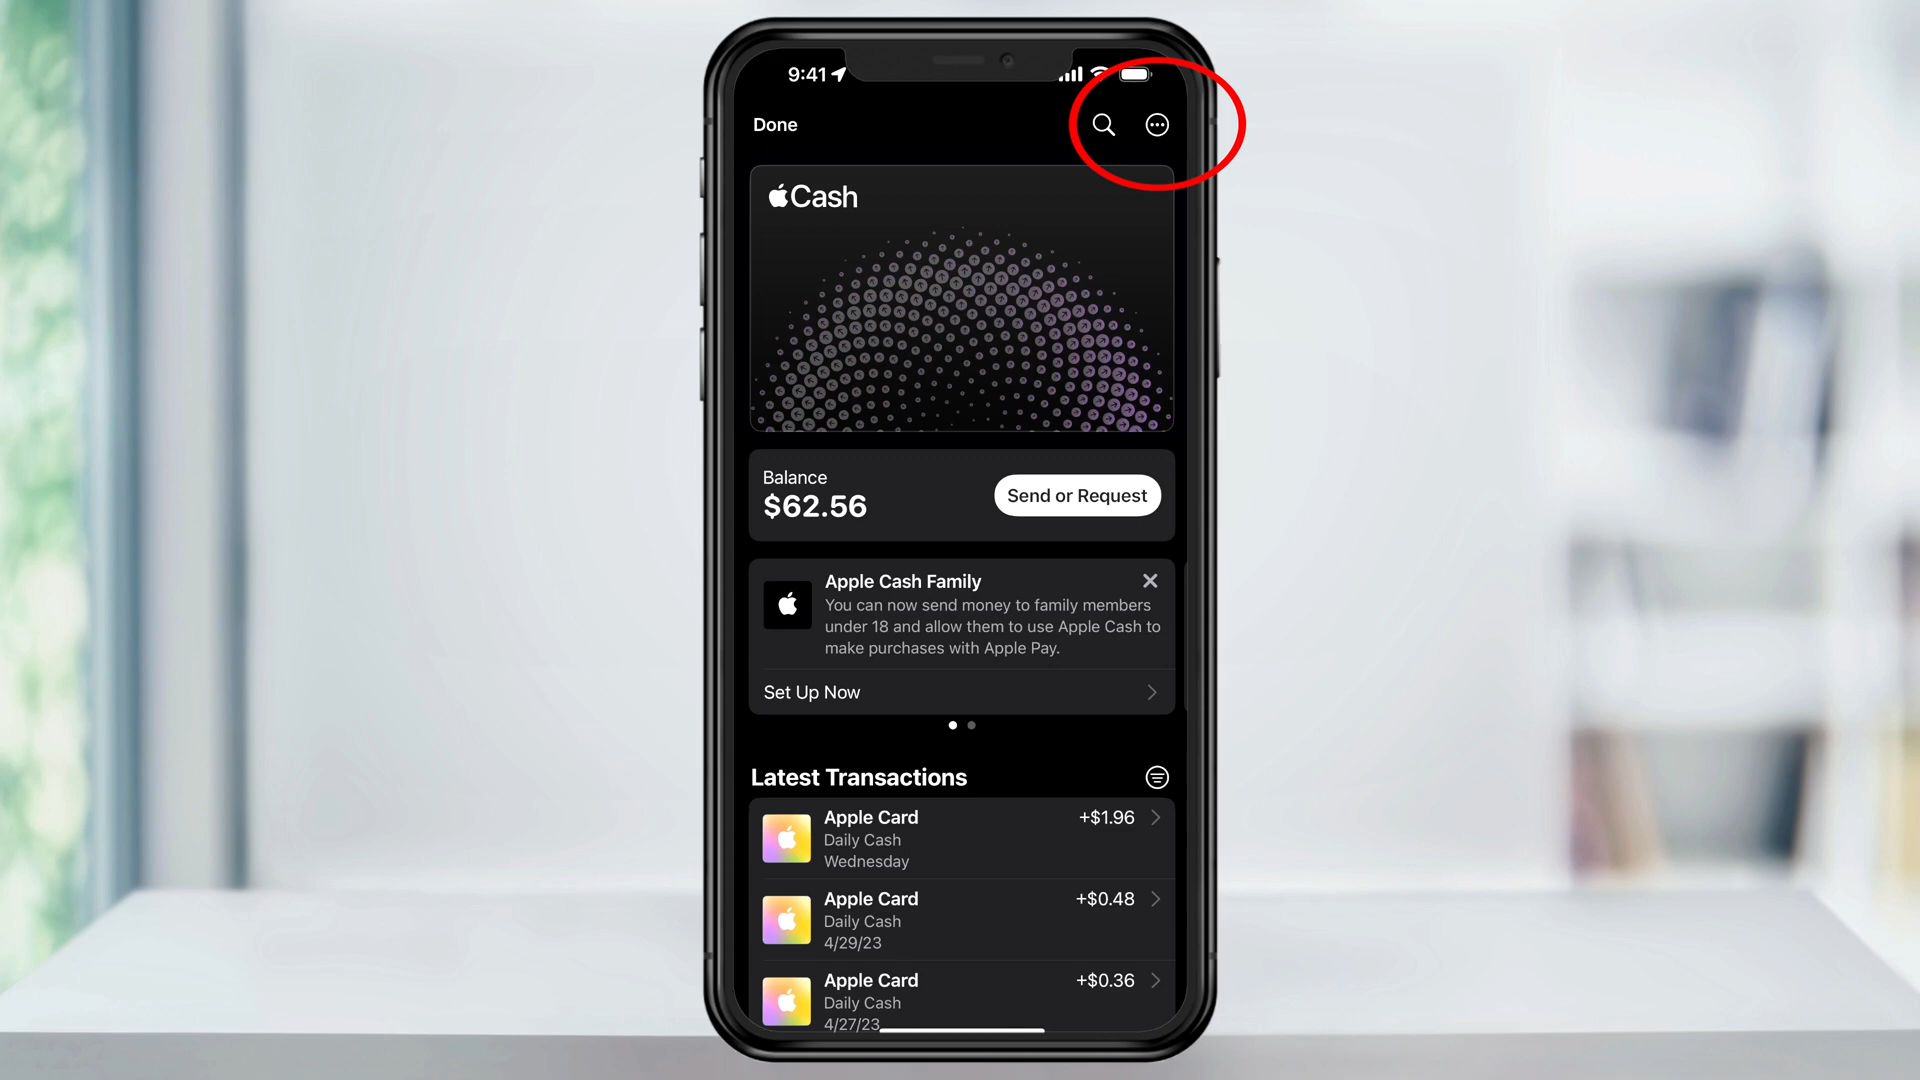 9:41
Done
Cash
Balance
$62.56
Send or Request
Apple Cash Family
You can now send money to family members
under 18 and allow them to use Apple Cash to
make purchases with Apple Pay.
Set Up Now
Latest Transactions
Apple Card
+$1.96
Daily Cash
Wednesday
Apple Card
+$0.48
Daily Cash
4/29/23
Apple Card
+$0.36
Daily Cash
4/27/23